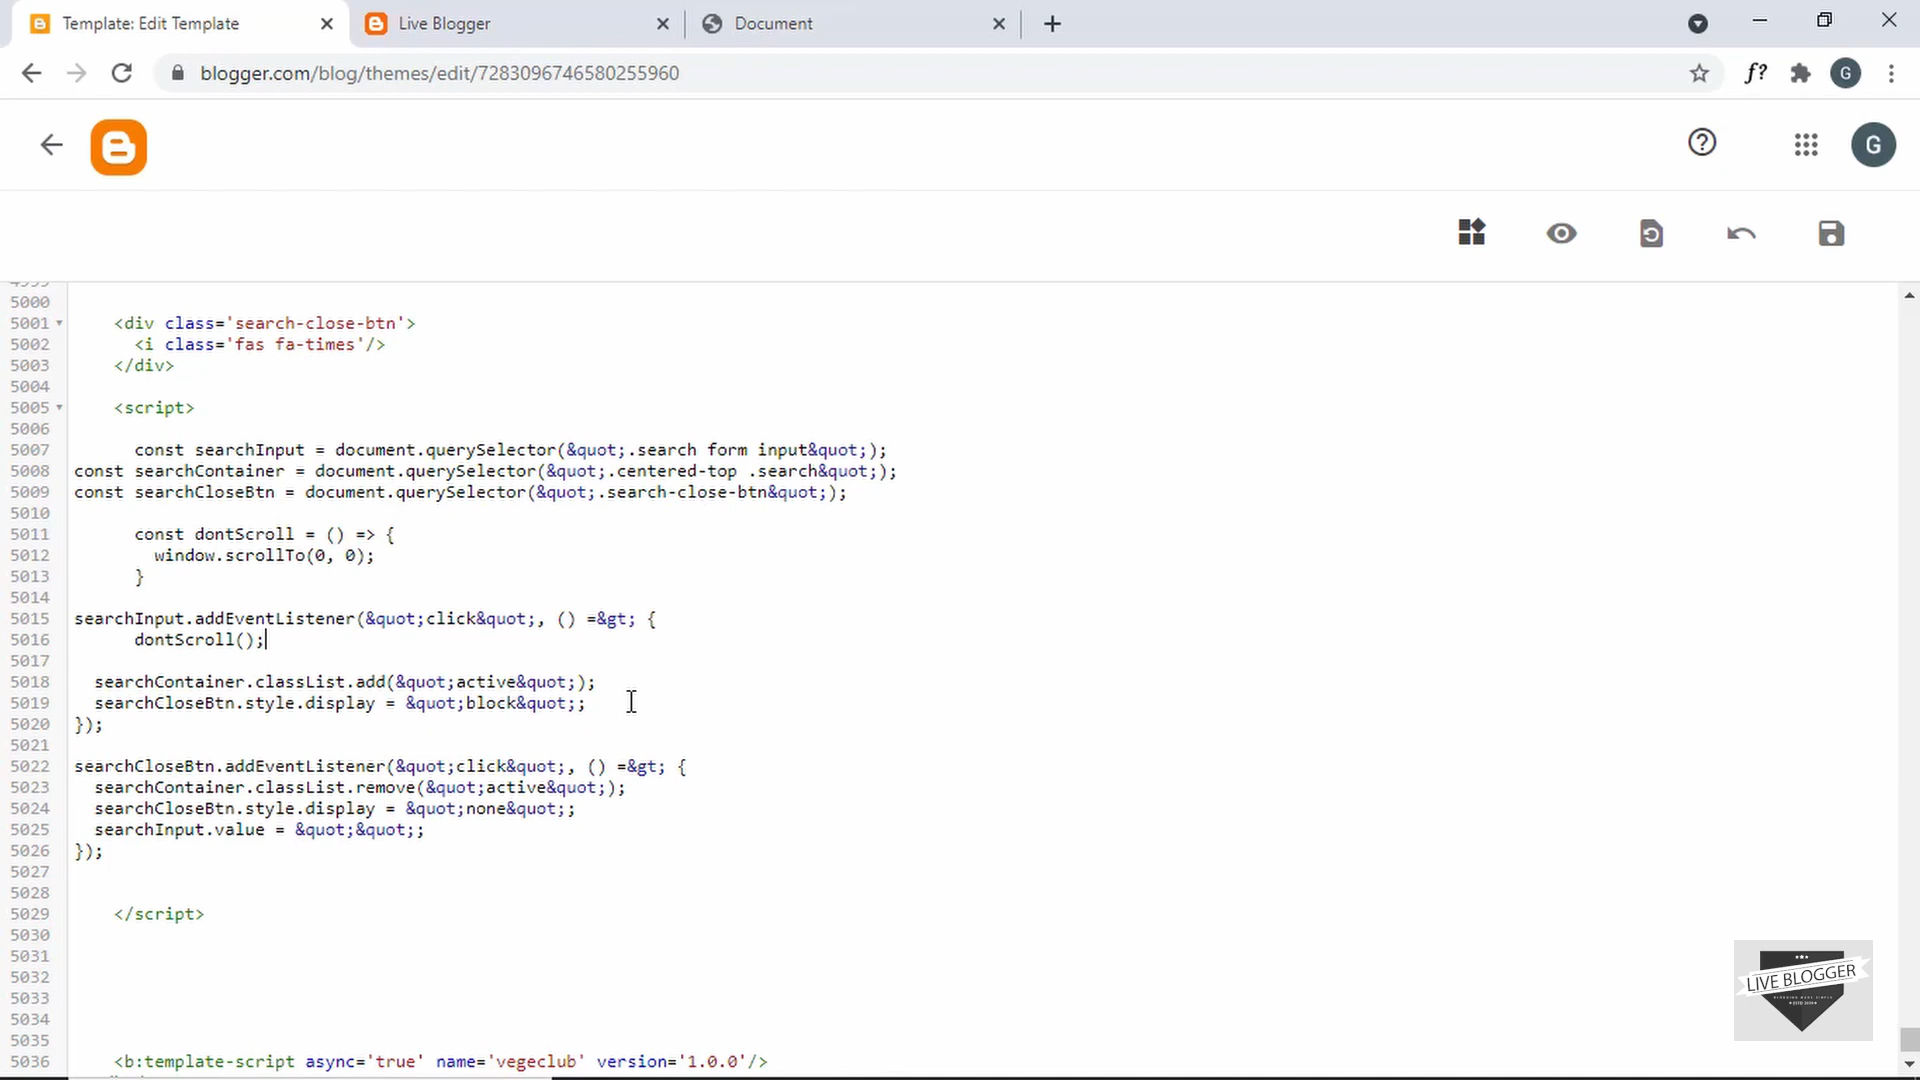 Template: Edit Template
Live Blogger
Document
blogger.com/blog/themes/edit/7283096746580255960
f?
G
G
5000
5001 <div class='search-close-btn'>
5002 <i class='fas fa-times'/>
5003 </div>
5004
5005 <script>
5006
5007 const searchInput = document.querySelector(&quot;.search form input&quot;);
5008 const searchContainer = document.querySelector(&quot;.centered-top .search&quot;);
5009 const searchCloseBtn = document.querySelector(&quot;.search-close-btn&quot;);
5010
5011 const dontScroll = () => {
5012 window.scrollTo(0, 0);
5013 }
5014
5015 searchInput.addEventListener(&quot;click&quot;, () =&gt; {
5016 dontScroll();
5017
5018 searchContainer.classList.add(&quot;active&quot;);
5019 searchCloseBtn.style.display = &quot;block&quot;;
5020 });
5021
5022 searchCloseBtn.addEventListener(&quot;click&quot;, () =&gt; {
5023 searchContainer.classList.remove(&quot;active&quot;);
5024 searchCloseBtn.style.display = &quot;none&quot;;
5025 searchInput.value = &quot;&quot;;
5026 });
5027
5028
5029 </script>
5030
5031
5032
5033
5034
5035
5036 <b:template-script async='true' name='vegeclub' version='1.0.0'/>
LIVE BLOGGER